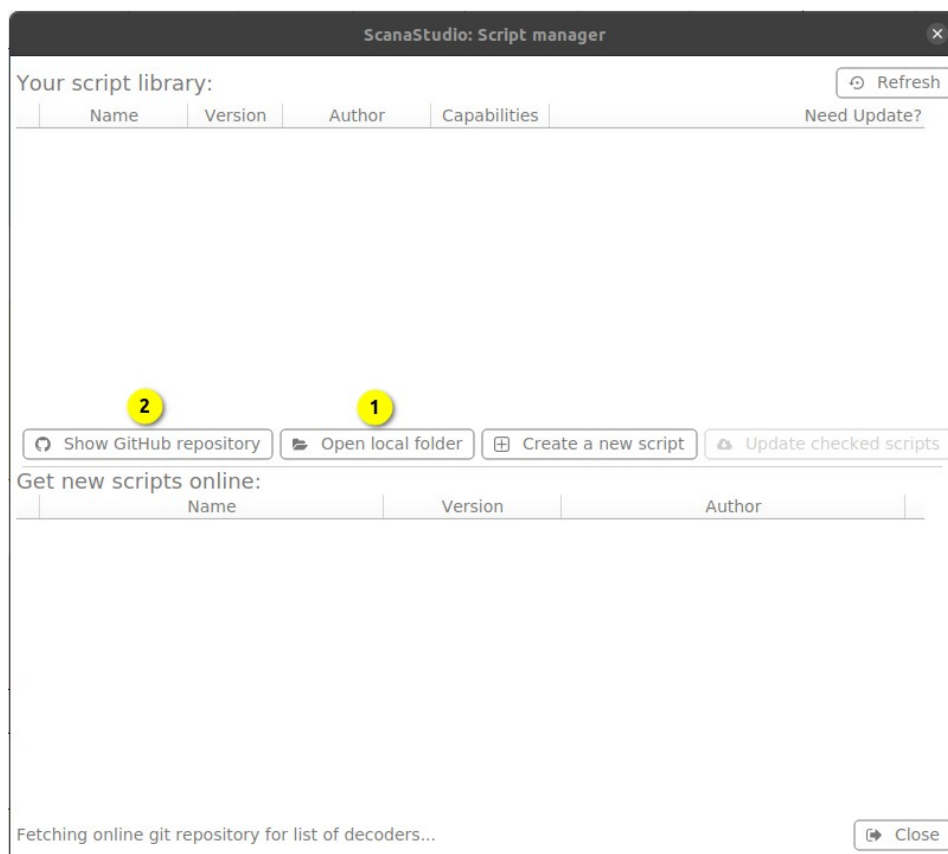 ScanaStudio: Script manager
Your script library:
Refresh
Name Version Author Capabilities Need Update?
2 1
Show GitHub repository Open local folder Create a new script Update checked scripts
Get new scripts online:
Name Version Author
Fetching online git repository for list of decoders...
Close